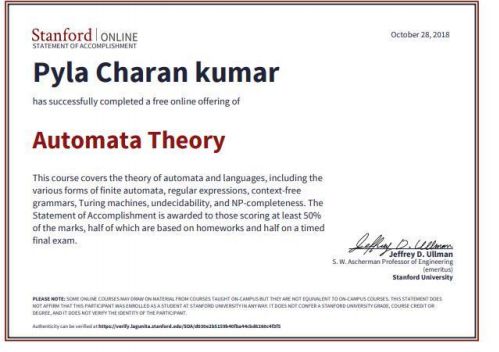 Stanford | ONLINE October 28, 2018
STATEMENT OF ACCOMPLISHMENT
Pyla Charan kumar
has successfully completed a free online offering of
Automata Theory
This course covers the theory of automata and languages, including the
various forms of finite automata, regular expressions, context-free
grammars, Turing machines, undecidability, and NP-completeness. The
Statement of Accomplishment is awarded to those scoring at least 50%
of the marks, half of which are based on homeworks and half on a timed
final exam.
Jeffrey D. Ullman
Jeffrey D. Ullman
S. W. Ascherman Professor of Engineering
(emeritus)
Stanford University
PLEASE NOTE: SOME ONLINE COURSES MAY DRAW ON MATERIAL FROM COURSES TAUGHT ON-CAMPUS BUT THEY ARE NOT EQUIVALENT TO ON-CAMPUS COURSES. THIS STATEMENT DOES
NOT AFFIRM THAT THIS PARTICIPANT WAS ENROLLED AS A STUDENT AT STANFORD UNIVERSITY IN ANY WAY. IT DOES NOT CONFER A STANFORD UNIVERSITY GRADE, COURSE CREDIT OR
DEGREE, AND IT DOES NOT VERIFY THE IDENTITY OF THE PARTICIPANT.
Authenticity can be verified at